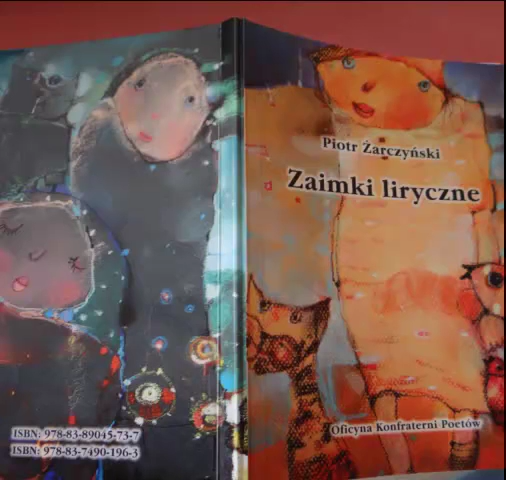 Piotr Żarczyński
Zaimki liryczne
Oficyna Konfraterni Poetów
ISBN: 978-83-89045-73-7
ISBN: 978-83-7490-196-3